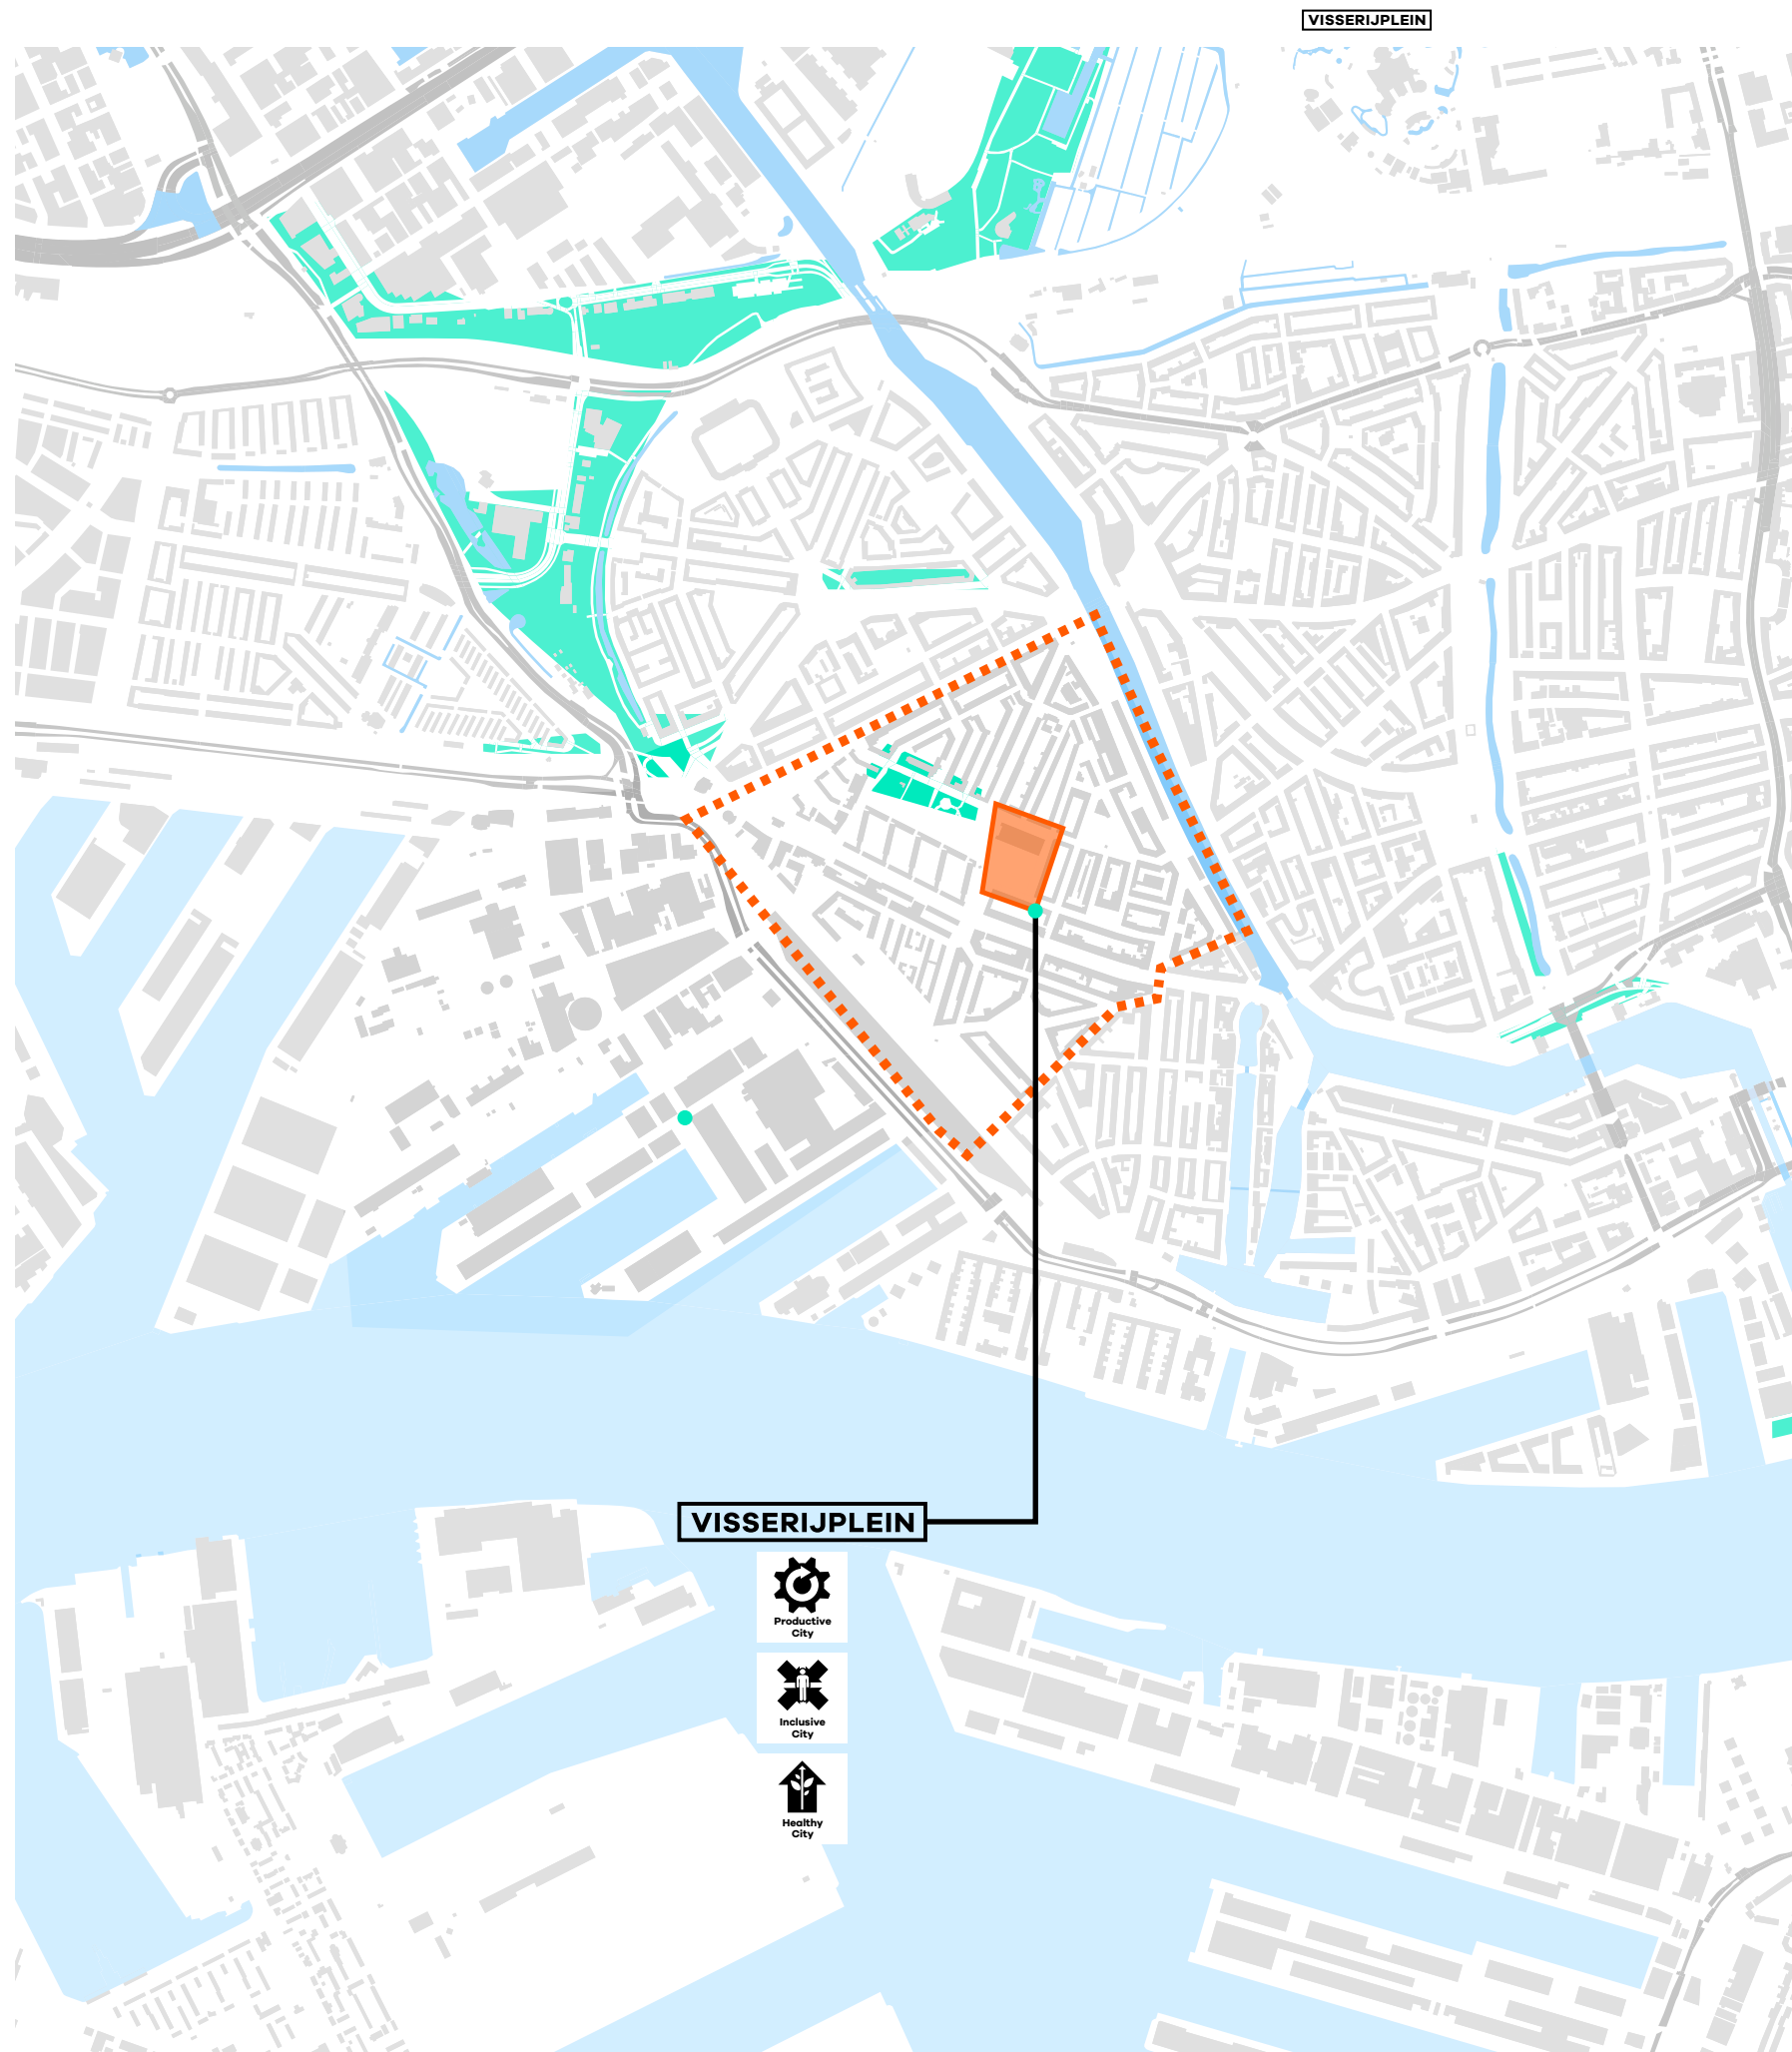 VISSERIJPLEIN
VISSERIJPLEIN
Productive
City
Inclusive
City
Healthy
City